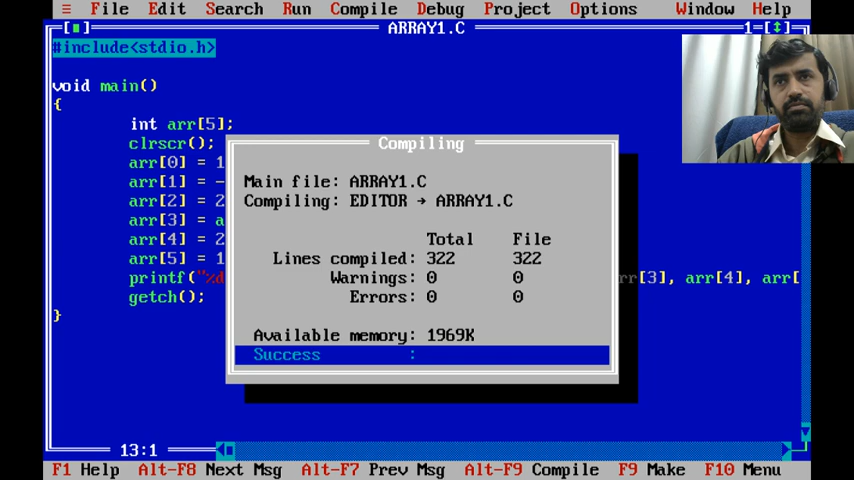 ≡ File Edit Search Run Compile Debug Project Options Window Help
[■] ARRAY1.C 1=[↕]
#include<stdio.h>
void main()
{
int arr[5];
clrscr();
arr[0] = 1
arr[1] = -
arr[2] = 2
arr[3] = a
arr[4] = 2
arr[5] = 1
printf("%d rr[3], arr[4], arr[
getch();
}
Compiling
Main file: ARRAY1.C
Compiling: EDITOR → ARRAY1.C
Total File
Lines compiled: 322 322
Warnings: 0 0
Errors: 0 0
Available memory: 1969K
Success :
13:1
F1 Help Alt-F8 Next Msg Alt-F7 Prev Msg Alt-F9 Compile F9 Make F10 Menu